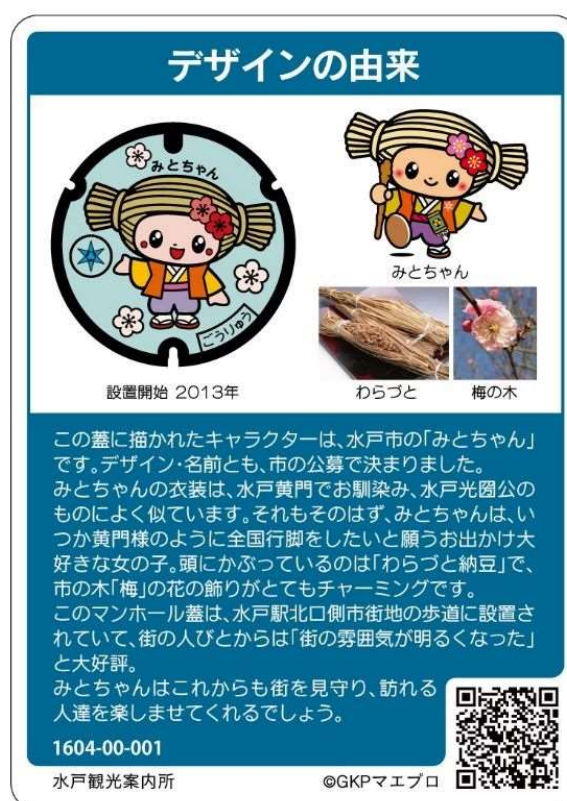 デザインの由来
みとちゃん
ごうりゅう
設置開始 2013年
みとちゃん
わらづと
梅の木
この蓋に描かれたキャラクターは、水戸市の「みとちゃん」
です。デザイン・名前とも、市の公募で決まりました。
みとちゃんの衣装は、水戸黄門でお馴染み、水戸光圀公の
ものによく似ています。それもそのはず、みとちゃんは、い
つか黄門様のように全国行脚をしたいと願うお出かけ大
好きな女の子。頭にかぶっているのは「わらづと納豆」で、
市の木「梅」の花の飾りがとてもチャーミングです。
このマンホール蓋は、水戸駅北口側市街地の歩道に設置さ
れていて、街の人びとからは「街の雰囲気が明るくなった」
と大好評。
みとちゃんはこれからも街を見守り、訪れる
人達を楽しませてくれるでしょう。
1604-00-001
水戸観光案内所
©GKPマエプロ